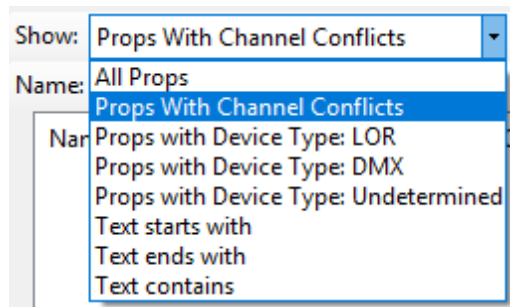 Show: Props With Channel Conflicts
Name: All Props
Props With Channel Conflicts
Nar Props with Device Type: LOR
Props with Device Type: DMX
Props with Device Type: Undetermined
Text starts with
Text ends with
Text contains